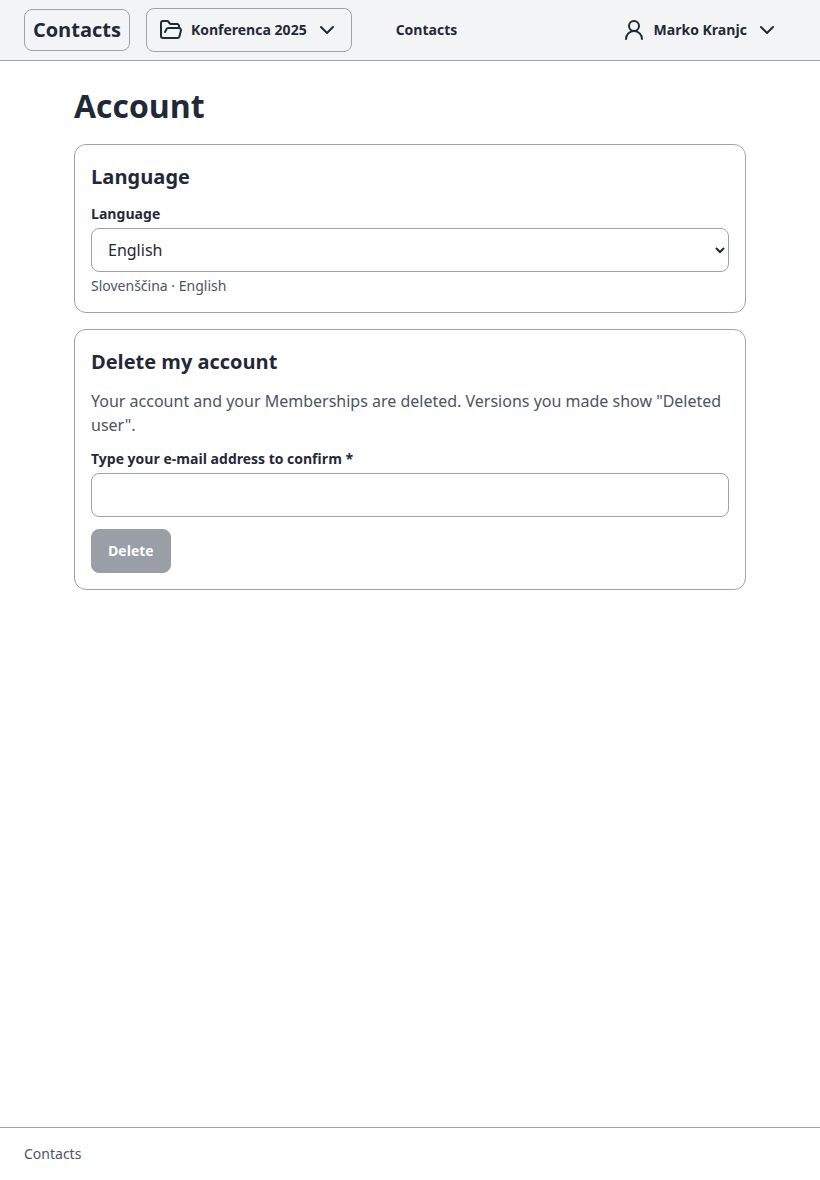 Contacts
Konferenca 2025
Contacts
Marko Kranjc
Account
Language
Language
English
Slovenščina · English
Delete my account
Your account and your Memberships are deleted. Versions you made show "Deleted
user".
Type your e-mail address to confirm *
Delete
Contacts